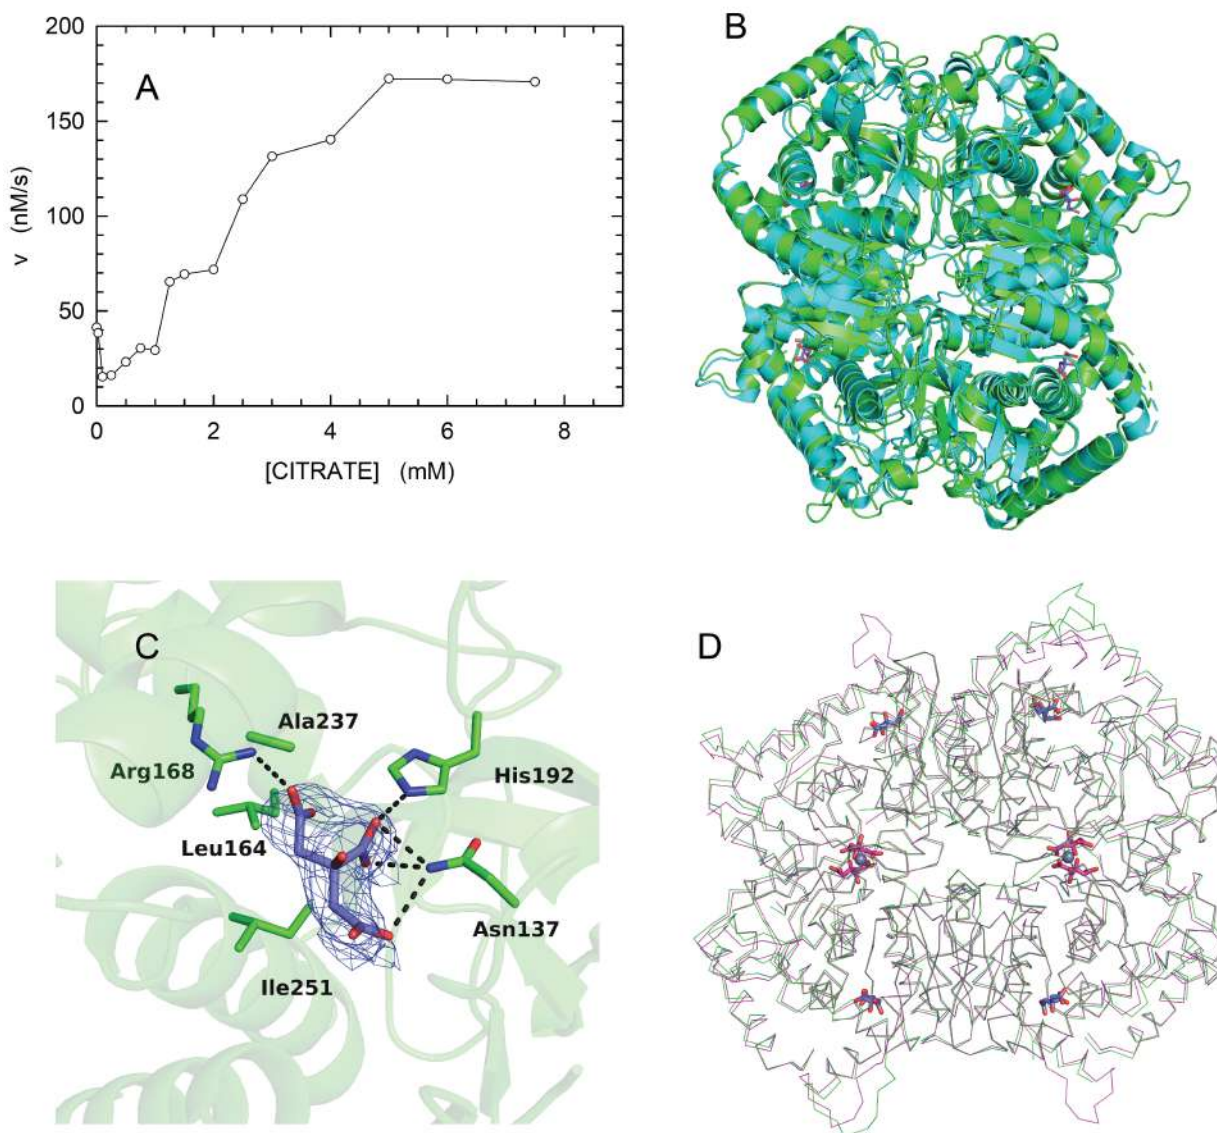 A
200
150
100
50
0
v (nM/s)
0 2 4 6 8
[CITRATE] (mM)
B
C
Ala237
Arg168
His192
Leu164
Asn137
Ile251
D